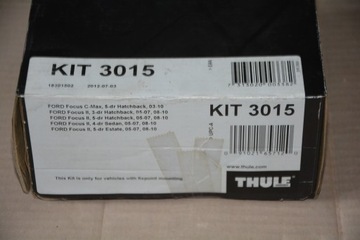 KIT 3015
2012-07-03
FORD Focus C-Max, 5-dr Hatchback, 03-10
FORD Focus II, 3-dr Hatchback, 05-07, 08-10
FORD Focus II, 5-dr Hatchback, 05-07, 08-10
FORD Focus II, 4-dr Sedan, 05-07, 08-10
FORD Focus II, 5-dr Estate, 05-07, 08-10
This Kit is only for vehicles with fixpoint mounting.
KIT 3015
THULE